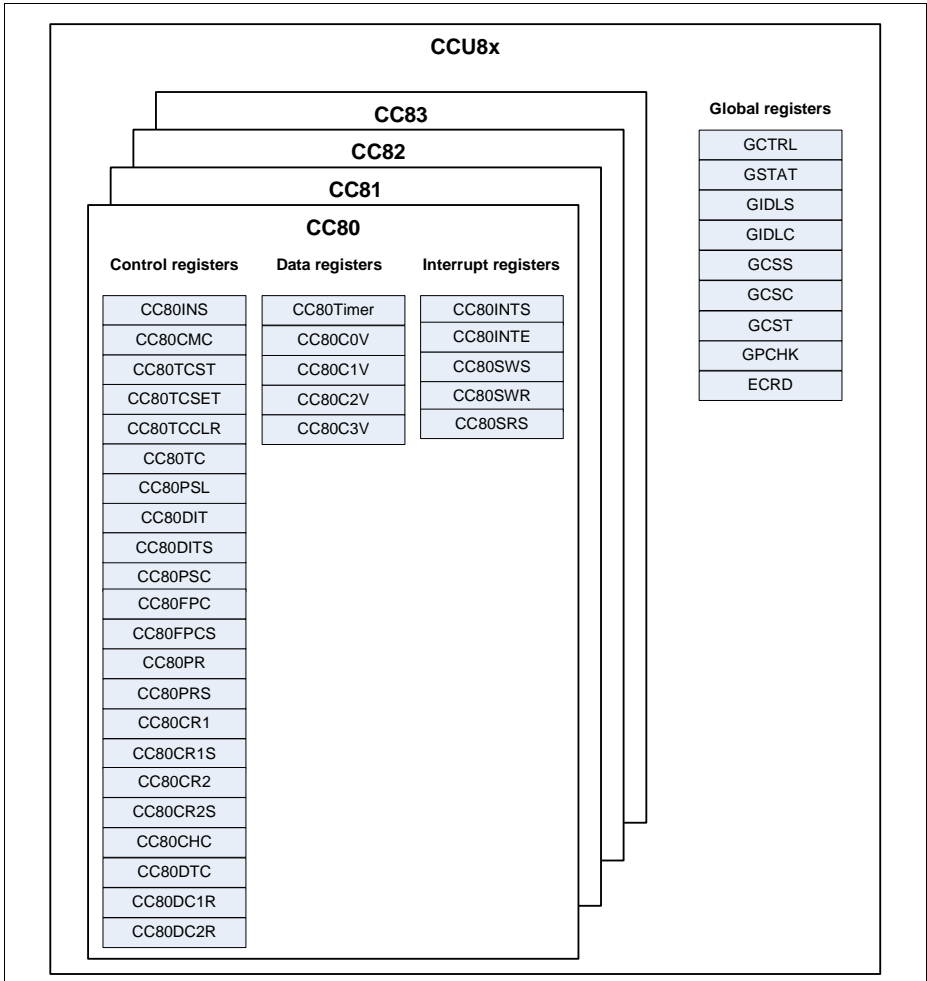 CCU8x
CC83
CC82
CC81
CC80
Control registers
CC80INS
CC80CMC
CC80TCST
CC80TCSET
CC80TCCLR
CC80TC
CC80PSL
CC80DIT
CC80DITS
CC80PSC
CC80FPC
CC80FPCS
CC80PR
CC80PRS
CC80CR1
CC80CR1S
CC80CR2
CC80CR2S
CC80CHC
CC80DTC
CC80DC1R
CC80DC2R
Data registers
CC80Timer
CC80C0V
CC80C1V
CC80C2V
CC80C3V
Interrupt registers
CC80INTS
CC80INTE
CC80SWS
CC80SWR
CC80SRS
Global registers
GCTRL
GSTAT
GIDLS
GIDLC
GCSS
GCSC
GCST
GPCHK
ECRD